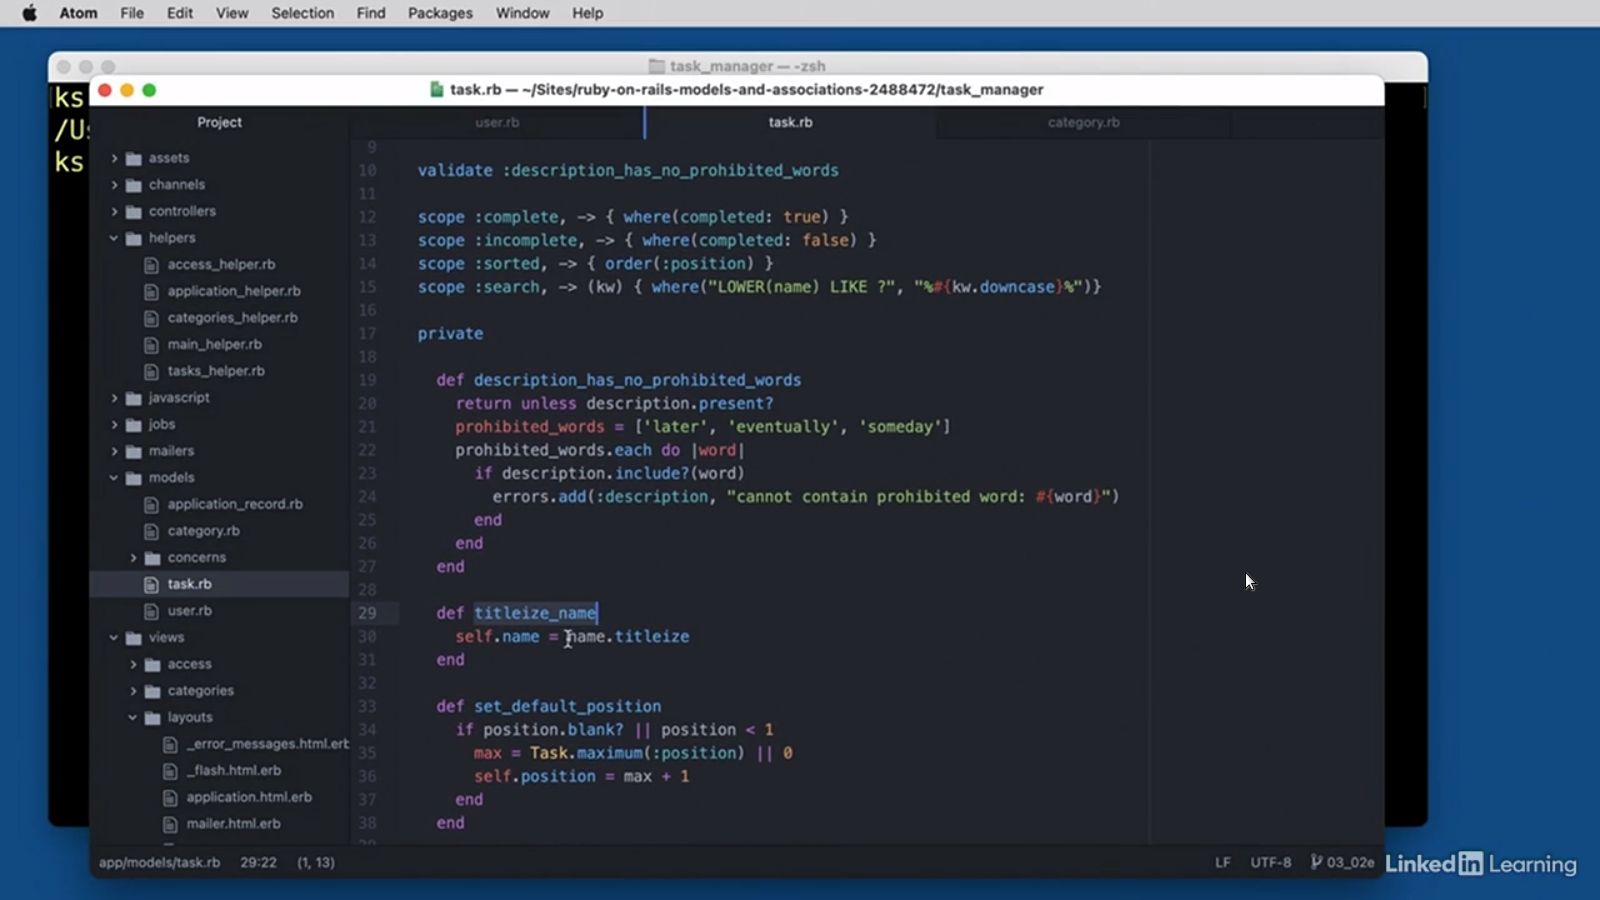 Atom File Edit View Selection Find Packages Window Help
task_manager — -zsh
ks
/Us
ks
task.rb — ~/Sites/ruby-on-rails-models-and-associations-2488472/task_manager
Project
user.rb
task.rb
category.rb
assets
channels
controllers
helpers
access_helper.rb
application_helper.rb
categories_helper.rb
main_helper.rb
tasks_helper.rb
javascript
jobs
mailers
models
application_record.rb
category.rb
concerns
task.rb
user.rb
views
access
categories
layouts
_error_messages.html.erb
_flash.html.erb
application.html.erb
mailer.html.erb
9
10 validate :description_has_no_prohibited_words
11
12 scope :complete, -> { where(completed: true) }
13 scope :incomplete, -> { where(completed: false) }
14 scope :sorted, -> { order(:position) }
15 scope :search, -> (kw) { where("LOWER(name) LIKE ?", "%#{kw.downcase}%")}
16
17 private
18
19 def description_has_no_prohibited_words
20 return unless description.present?
21 prohibited_words = ['later', 'eventually', 'someday']
22 prohibited_words.each do |word|
23 if description.include?(word)
24 errors.add(:description, "cannot contain prohibited word: #{word}")
25 end
26 end
27 end
28
29 def titleize_name
30 self.name = name.titleize
31 end
32
33 def set_default_position
34 if position.blank? || position < 1
35 max = Task.maximum(:position) || 0
36 self.position = max + 1
37 end
38 end
app/models/task.rb 29:22 (1, 13)
LF UTF-8 03_02e
LinkedIn Learning